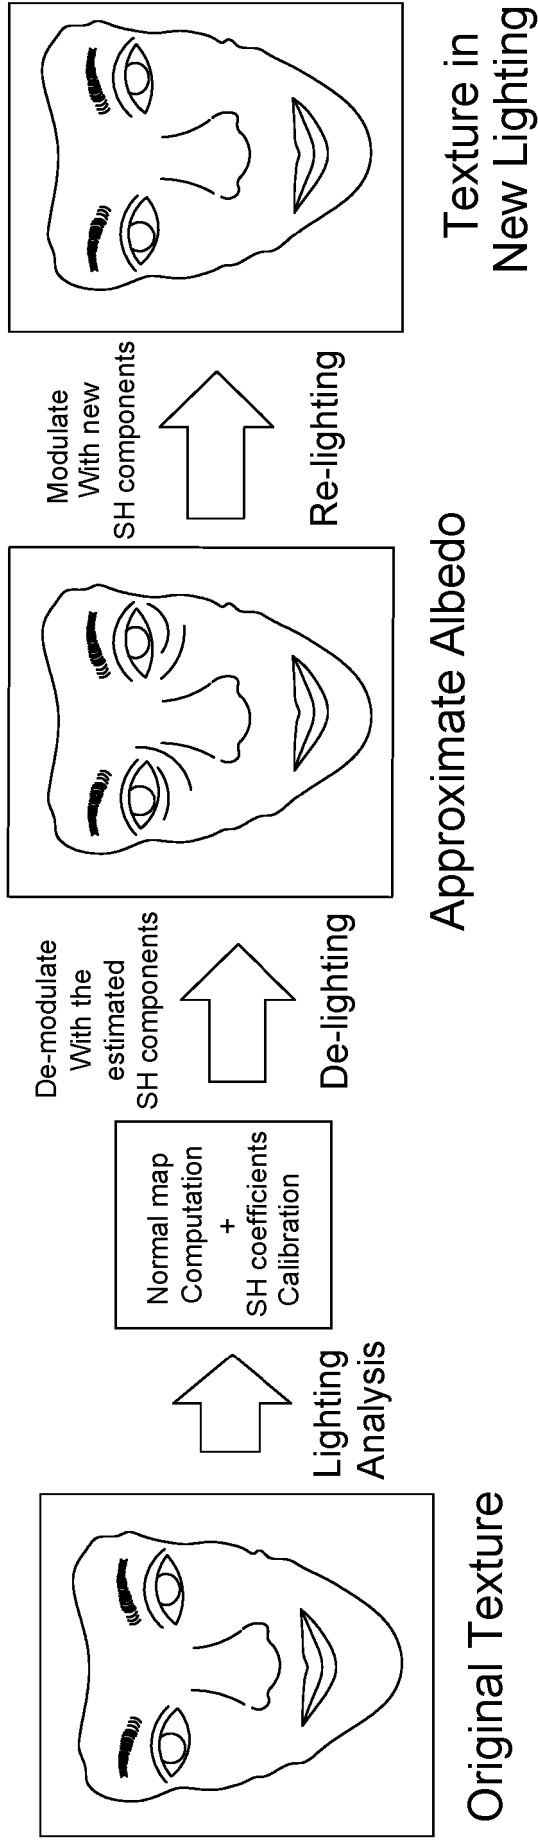 Original Texture
Lighting
Analysis
Normal map
Computation
+
SH coefficients
Calibration
De-modulate
With the
estimated
SH components
De-lighting
Approximate Albedo
Modulate
With new
SH components
Re-lighting
Texture in
New Lighting